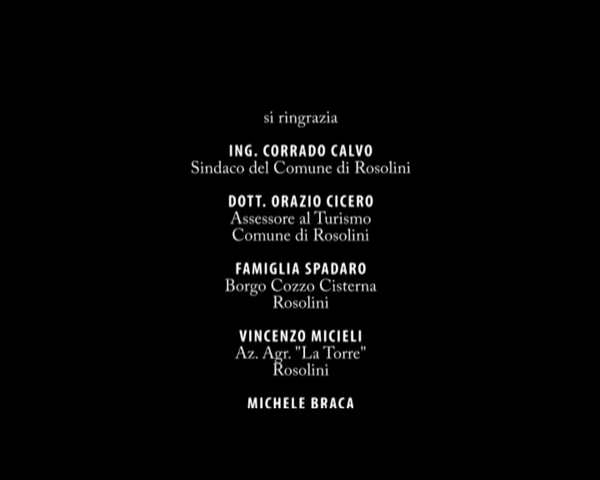 si ringrazia
ING. CORRADO CALVO
Sindaco del Comune di Rosolini
DOTT. ORAZIO CICERO
Assessore al Turismo
Comune di Rosolini
FAMIGLIA SPADARO
Borgo Cozzo Cisterna
Rosolini
VINCENZO MICIELI
Az. Agr. "La Torre"
Rosolini
MICHELE BRACA